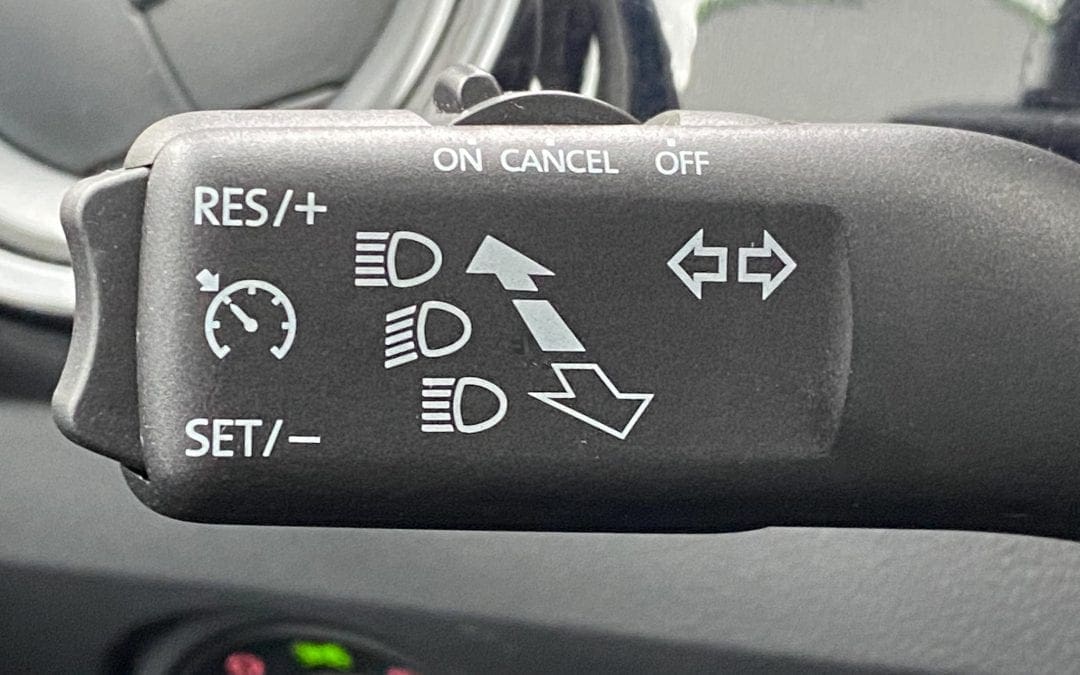 ON CANCEL OFF
RES/+
SET/−